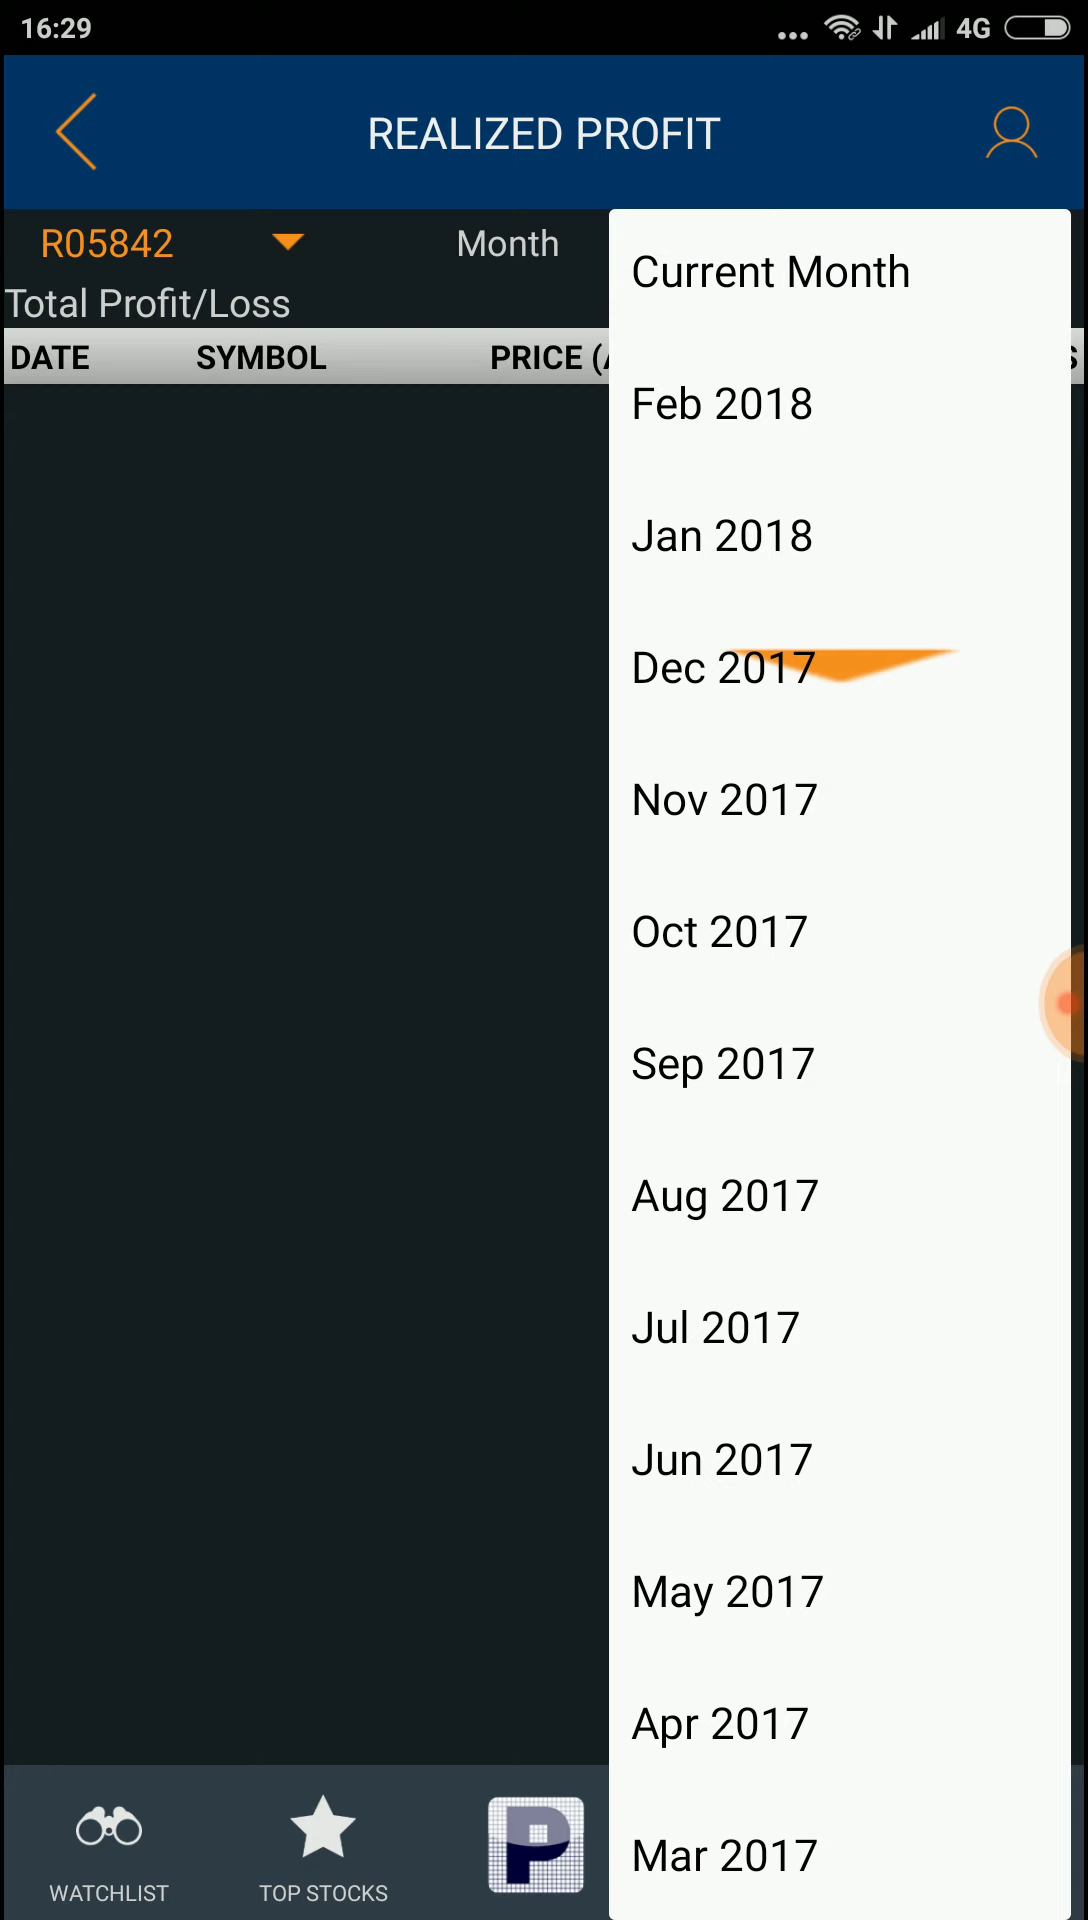 16:29
4G
REALIZED PROFIT
R05842
Month
Total Profit/Loss
DATE SYMBOL PRICE (
Current Month
Feb 2018
Jan 2018
Dec 2017
Nov 2017
Oct 2017
Sep 2017
Aug 2017
Jul 2017
Jun 2017
May 2017
Apr 2017
Mar 2017
P
WATCHLIST
TOP STOCKS